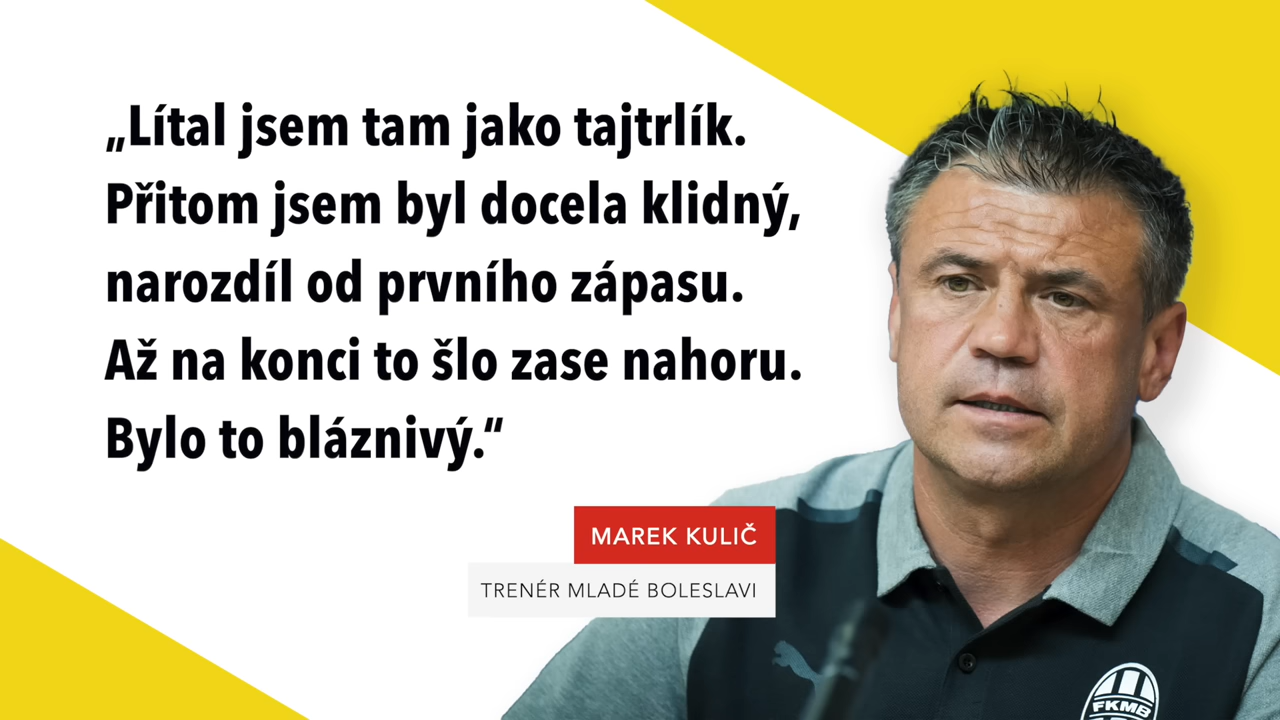 „Lítal jsem tam jako tajtrlík.
Přitom jsem byl docela klidný,
narozdíl od prvního zápasu.
Až na konci to šlo zase nahoru.
Bylo to bláznivý.“
MAREK KULIČ
TRENÉR MLADÉ BOLESLAVI
FKMB